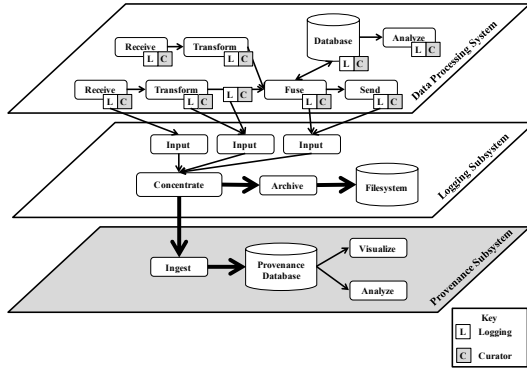 Database
Analyze
L C
Receive
Transform
L C
L C
L C
Data Processing System
Receive
Transform
L C
Fuse
Send
L C
L C
L C
L C
Input
Input
Input
Logging Subsystem
Concentrate
Archive
Filesystem
Provenance Subsystem
Ingest
Provenance
Database
Visualize
Analyze
Key
L Logging
C Curator